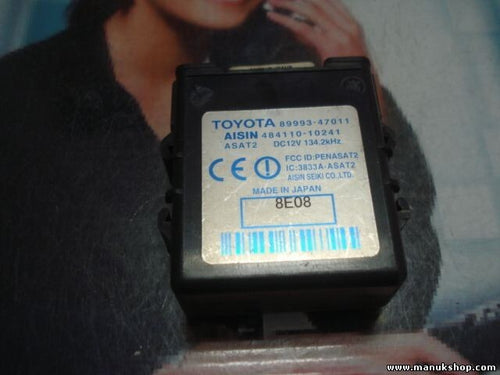 TOYOTA 89993-47011
AISIN 484110-10241
ASAT2 DC12V 134.2kHz
CE FCC ID:PENASAT2
IC:3833A-ASAT2
AISIN SEIKI CO.,LTD.
MADE IN JAPAN
8E08
www.manukshop.com